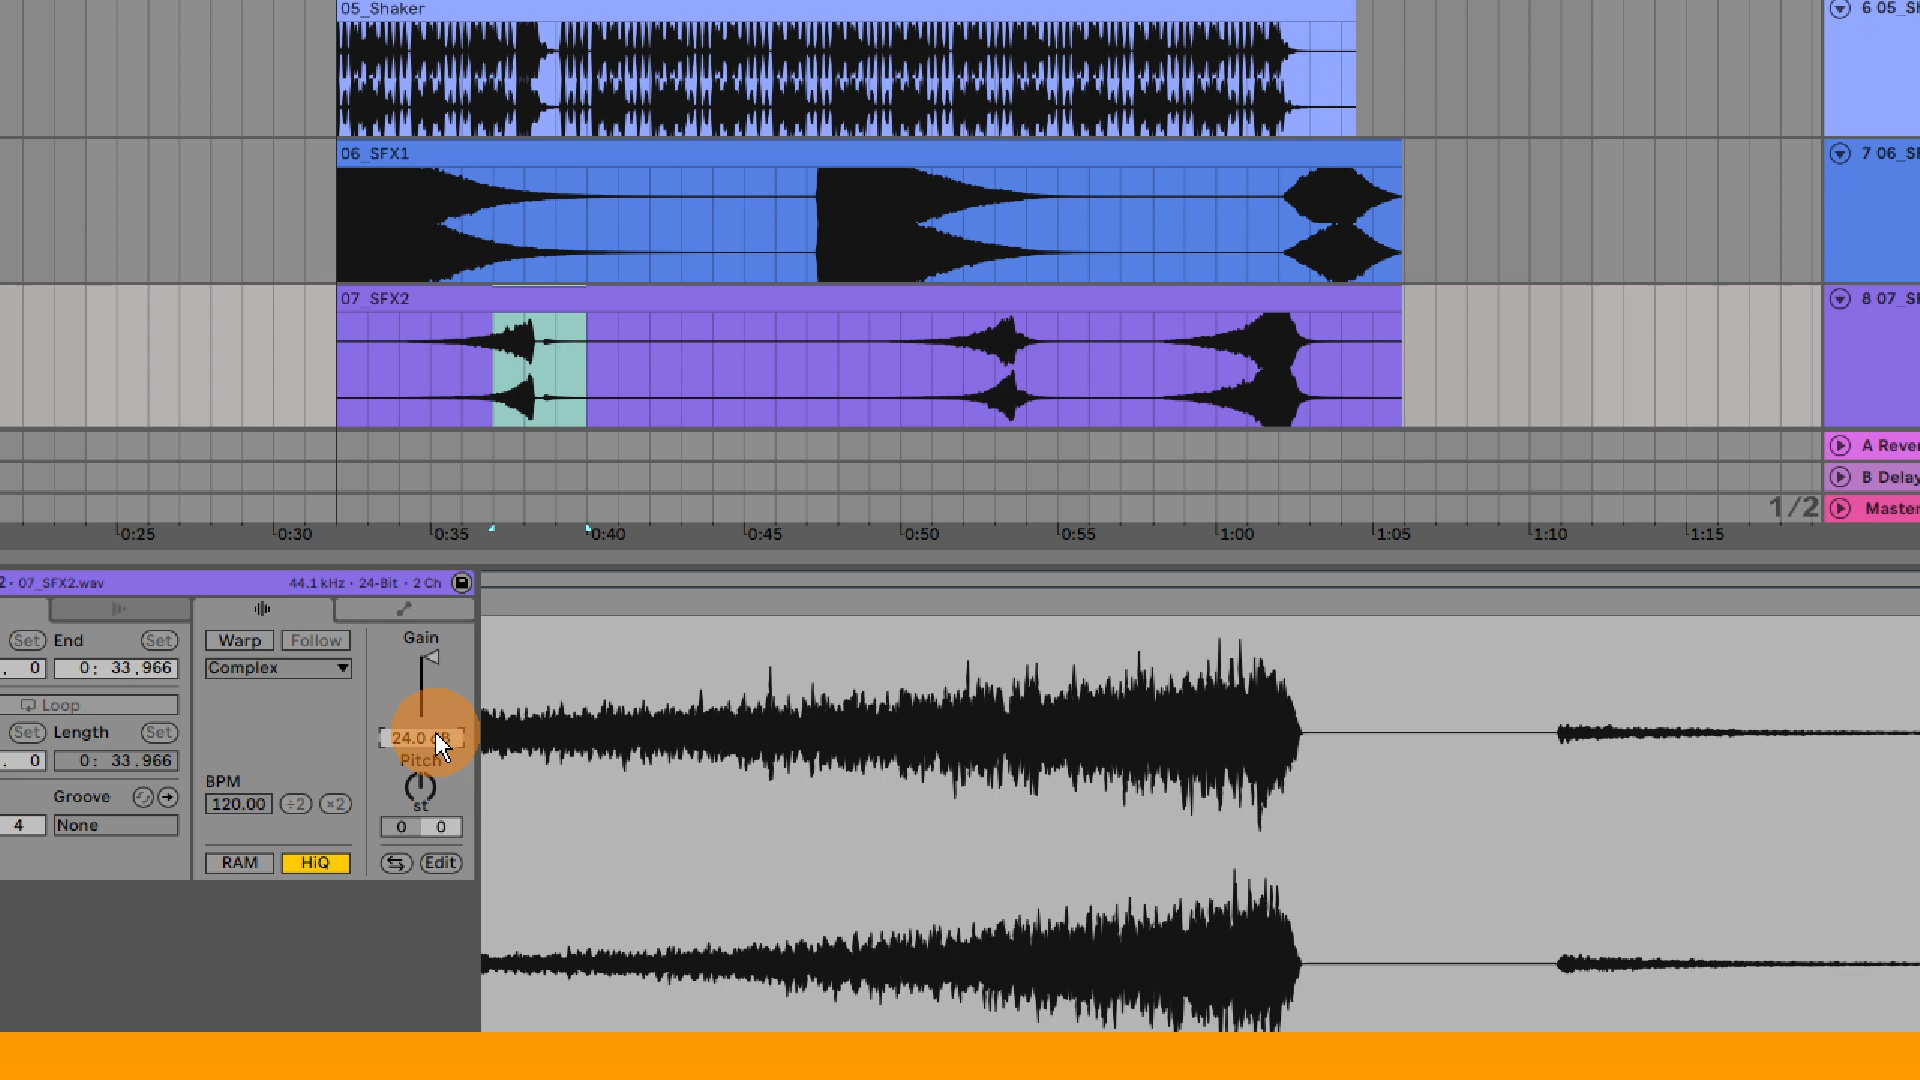 05_Shaker
6 05_Sh
06_SFX1
7 06_SF
07_SFX2
8 07_SF
A Rever
B Delay
1/2
Master
0:25 0:30 0:35 0:40 0:45 0:50 0:55 1:00 1:05 1:10 1:15
2 · 07_SFX2.wav 44.1 kHz · 24-Bit · 2 Ch
Set End Set
0 0: 33.966
Warp Follow
Gain
Complex
Loop
Set Length Set
0 0: 33.966
24.0 dB
Pitch
BPM
Groove
120.00 ÷2 ×2
st
4 None
0 0
RAM HiQ
Edit